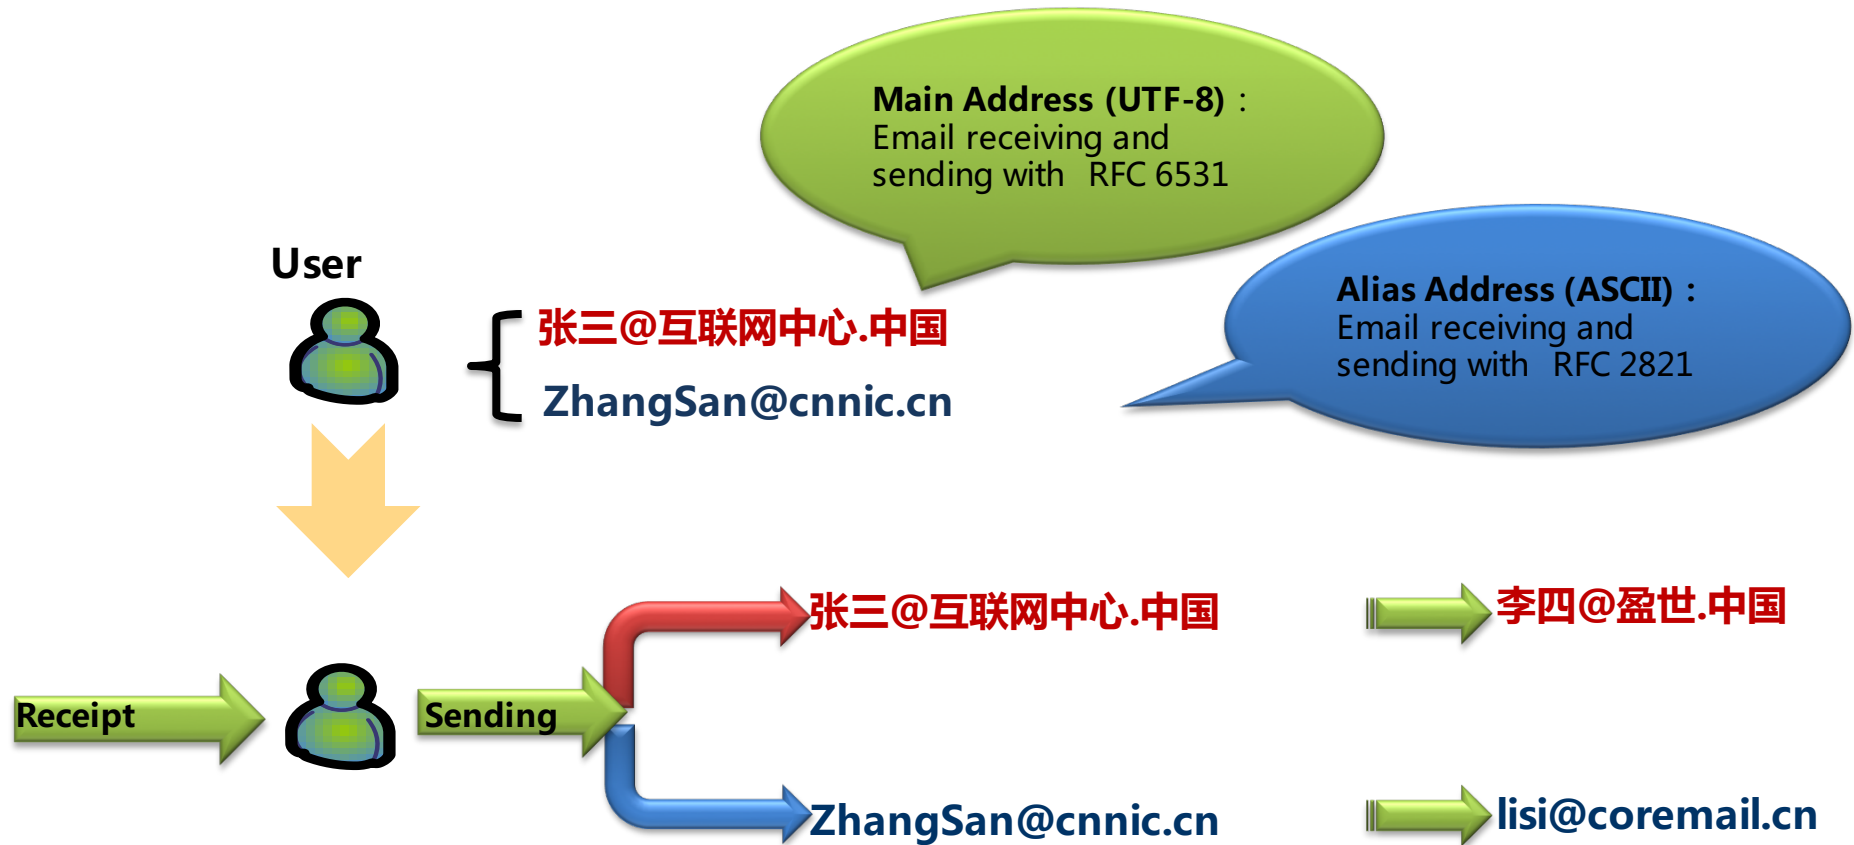 Main Address (UTF-8)：
Email receiving and
sending with RFC 6531
User
Alias Address (ASCII)：
Email receiving and
sending with RFC 2821
张三@互联网中心.中国
ZhangSan@cnnic.cn
张三@互联网中心.中国
李四@盈世.中国
Receipt
Sending
ZhangSan@cnnic.cn
lisi@coremail.cn